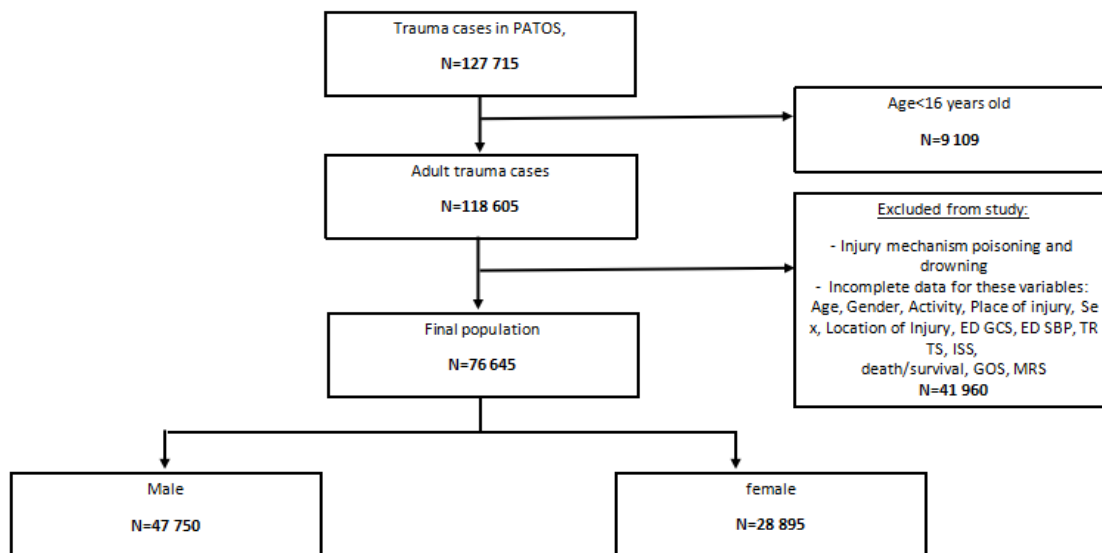 Trauma cases in PATOS,
N=127 715
Age<16 years old
N=9 109
Adult trauma cases
N=118 605
Excluded from study:
- Injury mechanism poisoning and
drowning
- Incomplete data for these variables:
Age, Gender, Activity, Place of injury, Se
x, Location of Injury, ED GCS, ED SBP, TR
TS, ISS,
death/survival, GOS, MRS
N=41 960
Final population
N=76 645
Male
N=47 750
female
N=28 895